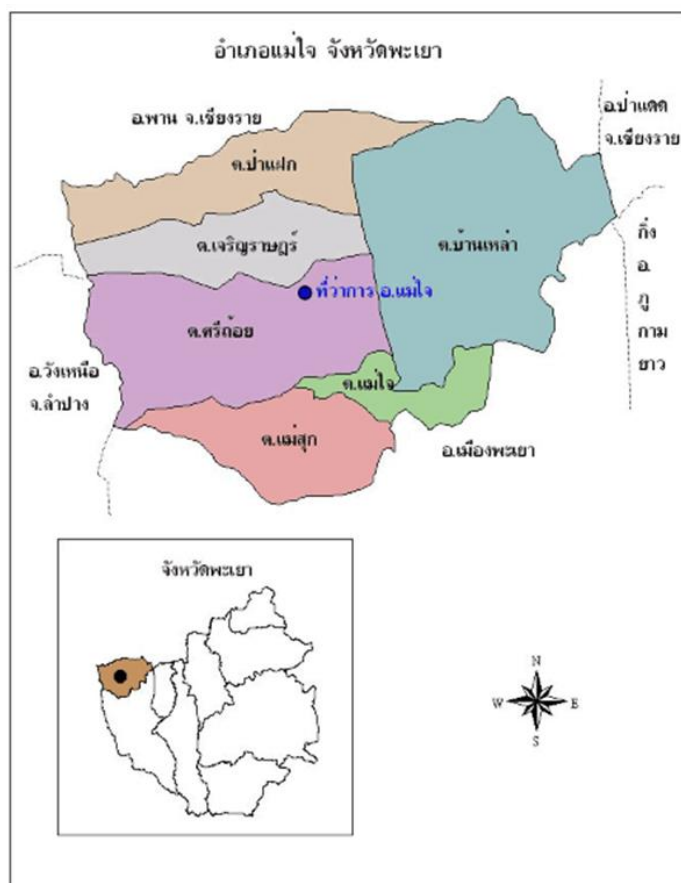 อำเภอแม่ใจ จังหวัดพะเยา
อ.พาน จ.เชียงราย
อ.ป่าแดด
จ.เชียงราย
ต.ป่าแฝก
ต.เจริญราษฎร์
ต.บ้านเหล่า
กิ่ง
อ.
ภู
กาม
ยาว
ที่ว่าการ อ.แม่ใจ
ต.ศรีถ้อย
อ.วังเหนือ
จ.ลำปาง
ต.แม่ใจ
ต.แม่สุก
อ.เมืองพะเยา
จังหวัดพะเยา
N
W E
S